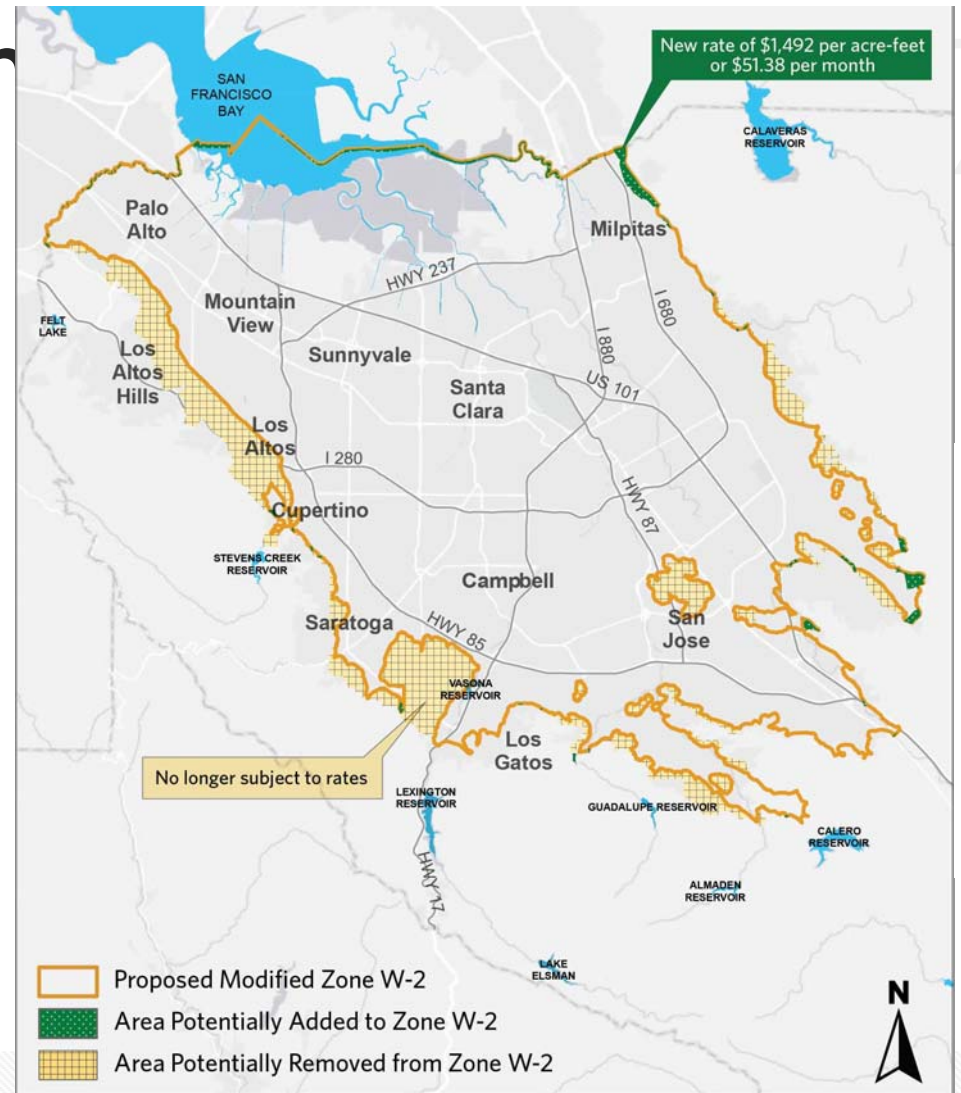 New rate of $1,492 per acre-feet
or $51.38 per month
SAN
FRANCISCO
BAY
CALAVERAS
RESERVOIR
Palo
Alto
Milpitas
HWY 237
Mountain
View
I 680
FELT
LAKE
Los
Altos
Hills
Sunnyvale
I 880
US 101
Santa
Clara
Los
Altos
I 280
HWY 87
Cupertino
STEVENS CREEK
RESERVOIR
Campbell
Saratoga
HWY 85
San
Jose
VASONA
RESERVOIR
Los
Gatos
No longer subject to rates
LEXINGTON
RESERVOIR
GUADALUPE RESERVOIR
CALERO
RESERVOIR
HWY 17
ALMADEN
RESERVOIR
LAKE
ELSMAN
Proposed Modified Zone W-2
Area Potentially Added to Zone W-2
Area Potentially Removed from Zone W-2
N